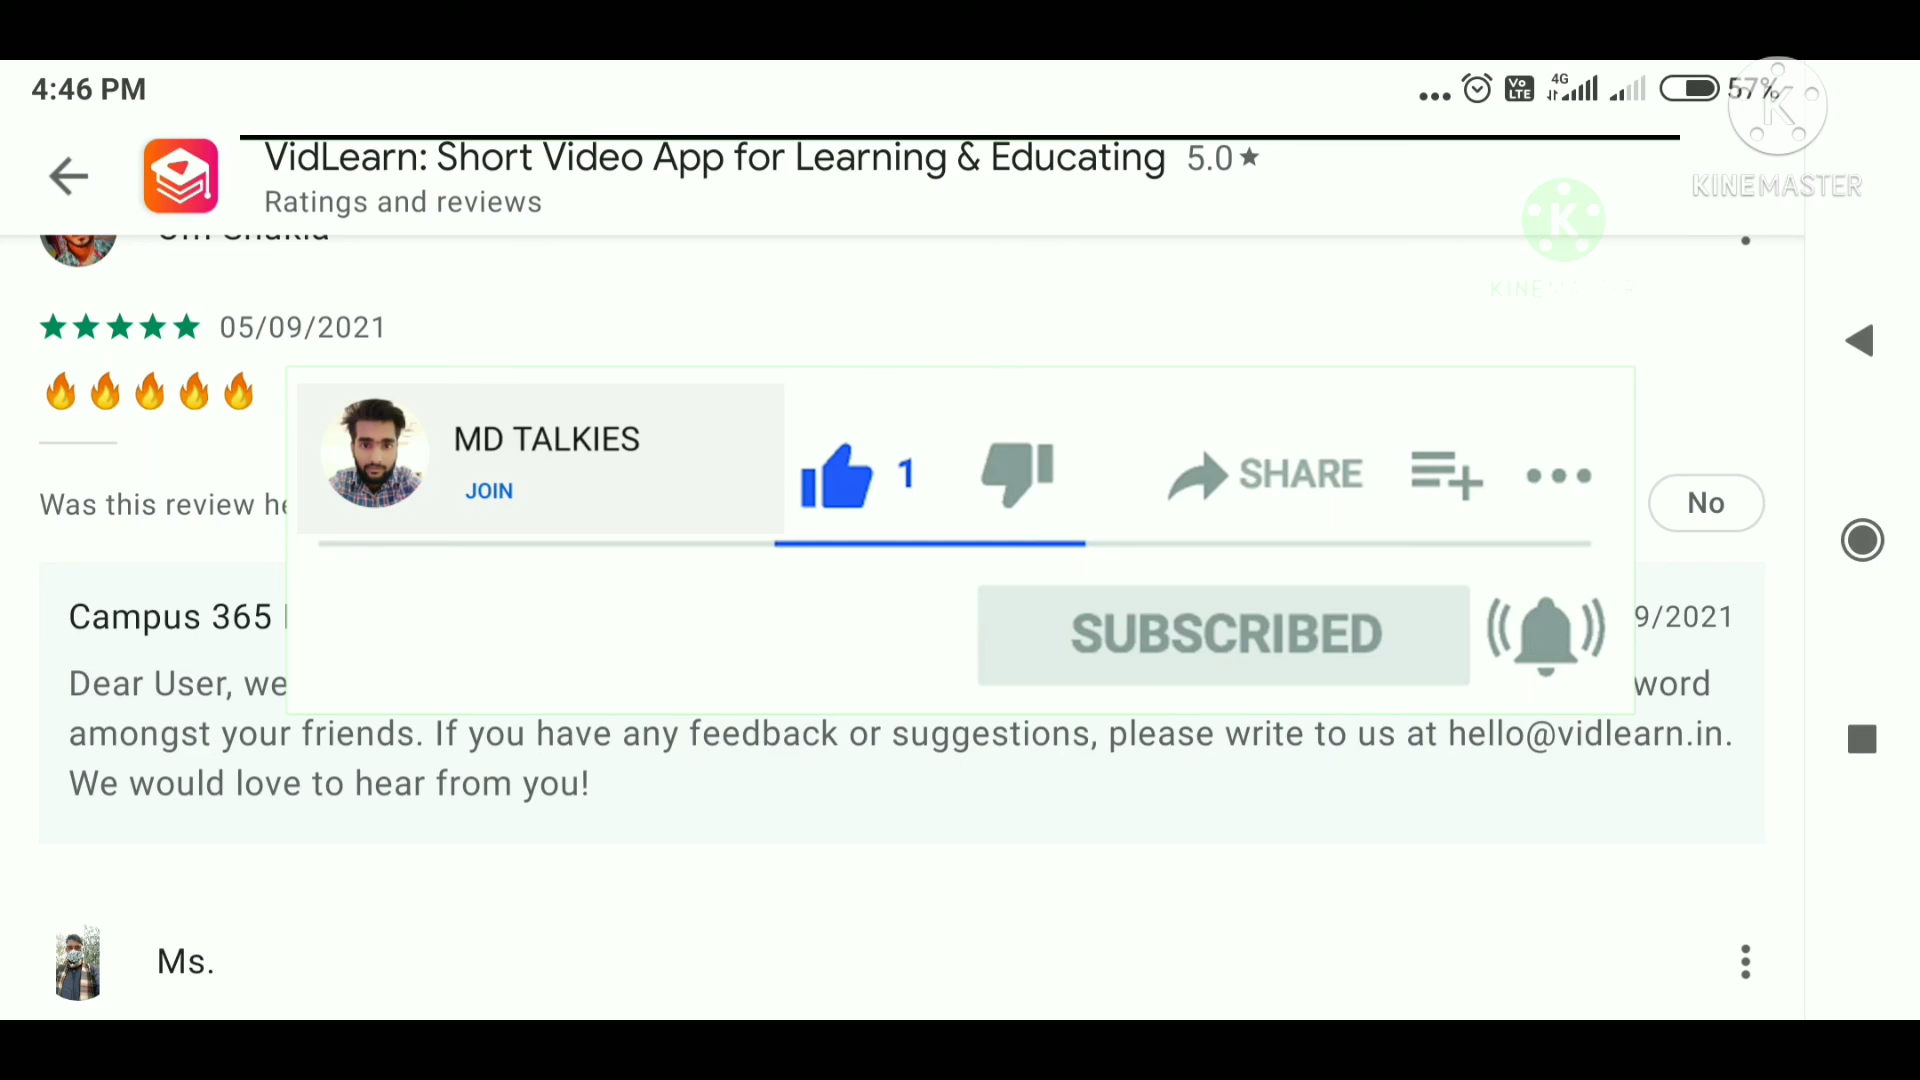 4:46 PM
4G
Vo
LTE
57%
KINEMASTER
VidLearn: Short Video App for Learning & Educating 5.0★
Ratings and reviews
05/09/2021
🔥🔥🔥🔥🔥
MD TALKIES
JOIN
1
SHARE
Was this review
No
SUBSCRIBED
Campus 365
9/2021
Dear User, we
word
amongst your friends. If you have any feedback or suggestions, please write to us at hello@vidlearn.in.
We would love to hear from you!
Ms.